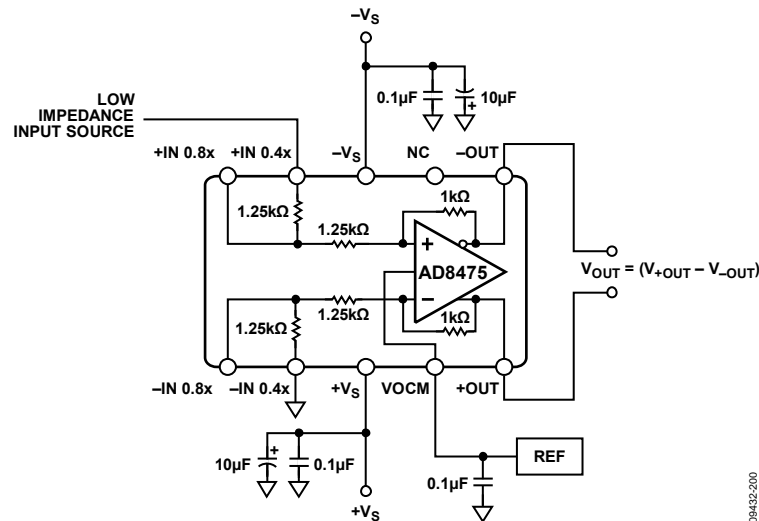 –VS
LOW
IMPEDANCE
INPUT SOURCE
0.1µF
10µF
+
+IN 0.8x
+IN 0.4x
–VS
NC
–OUT
1.25kΩ
1.25kΩ
1kΩ
+
AD8475
–
VOUT = (V+OUT – V–OUT)
1.25kΩ
1.25kΩ
1kΩ
–IN 0.8x
–IN 0.4x
+VS
VOCM
+OUT
10µF
+
0.1µF
0.1µF
REF
+VS
09432-200